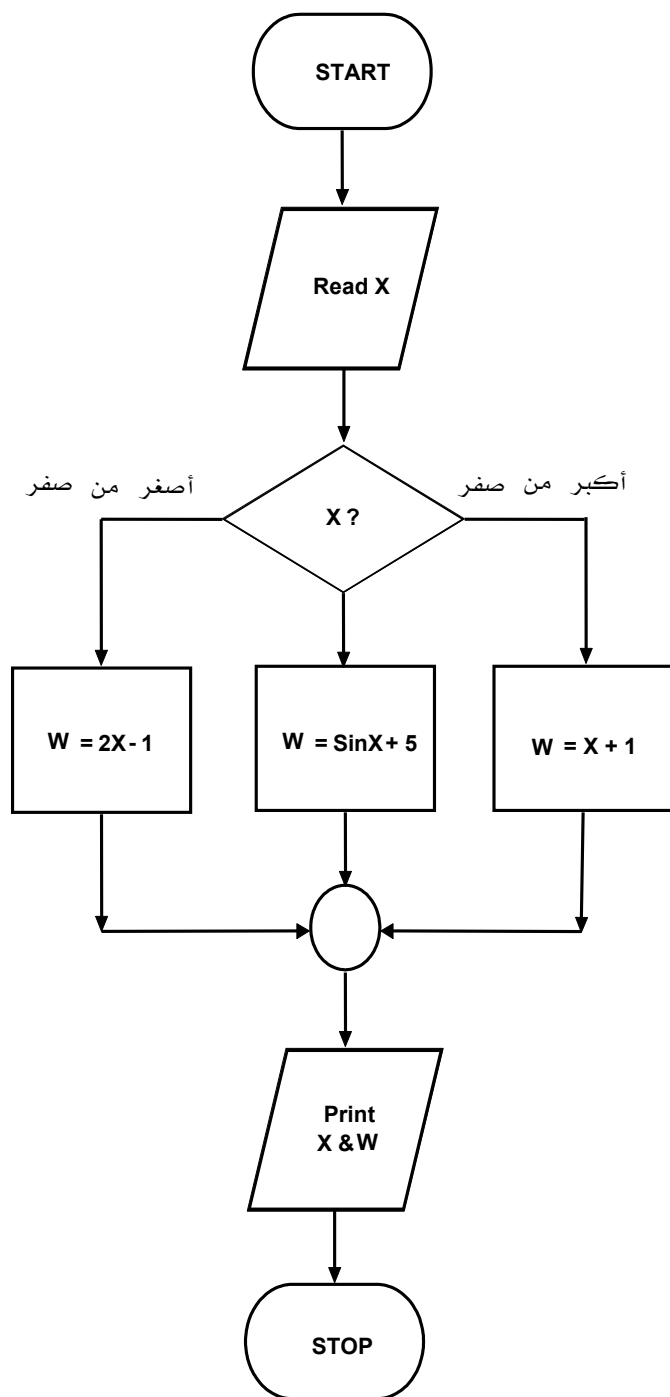 START
Read X
أصغر من صفر
أكبر من صفر
X ?
W = 2X - 1
W = SinX + 5
W = X + 1
Print
X & W
STOP